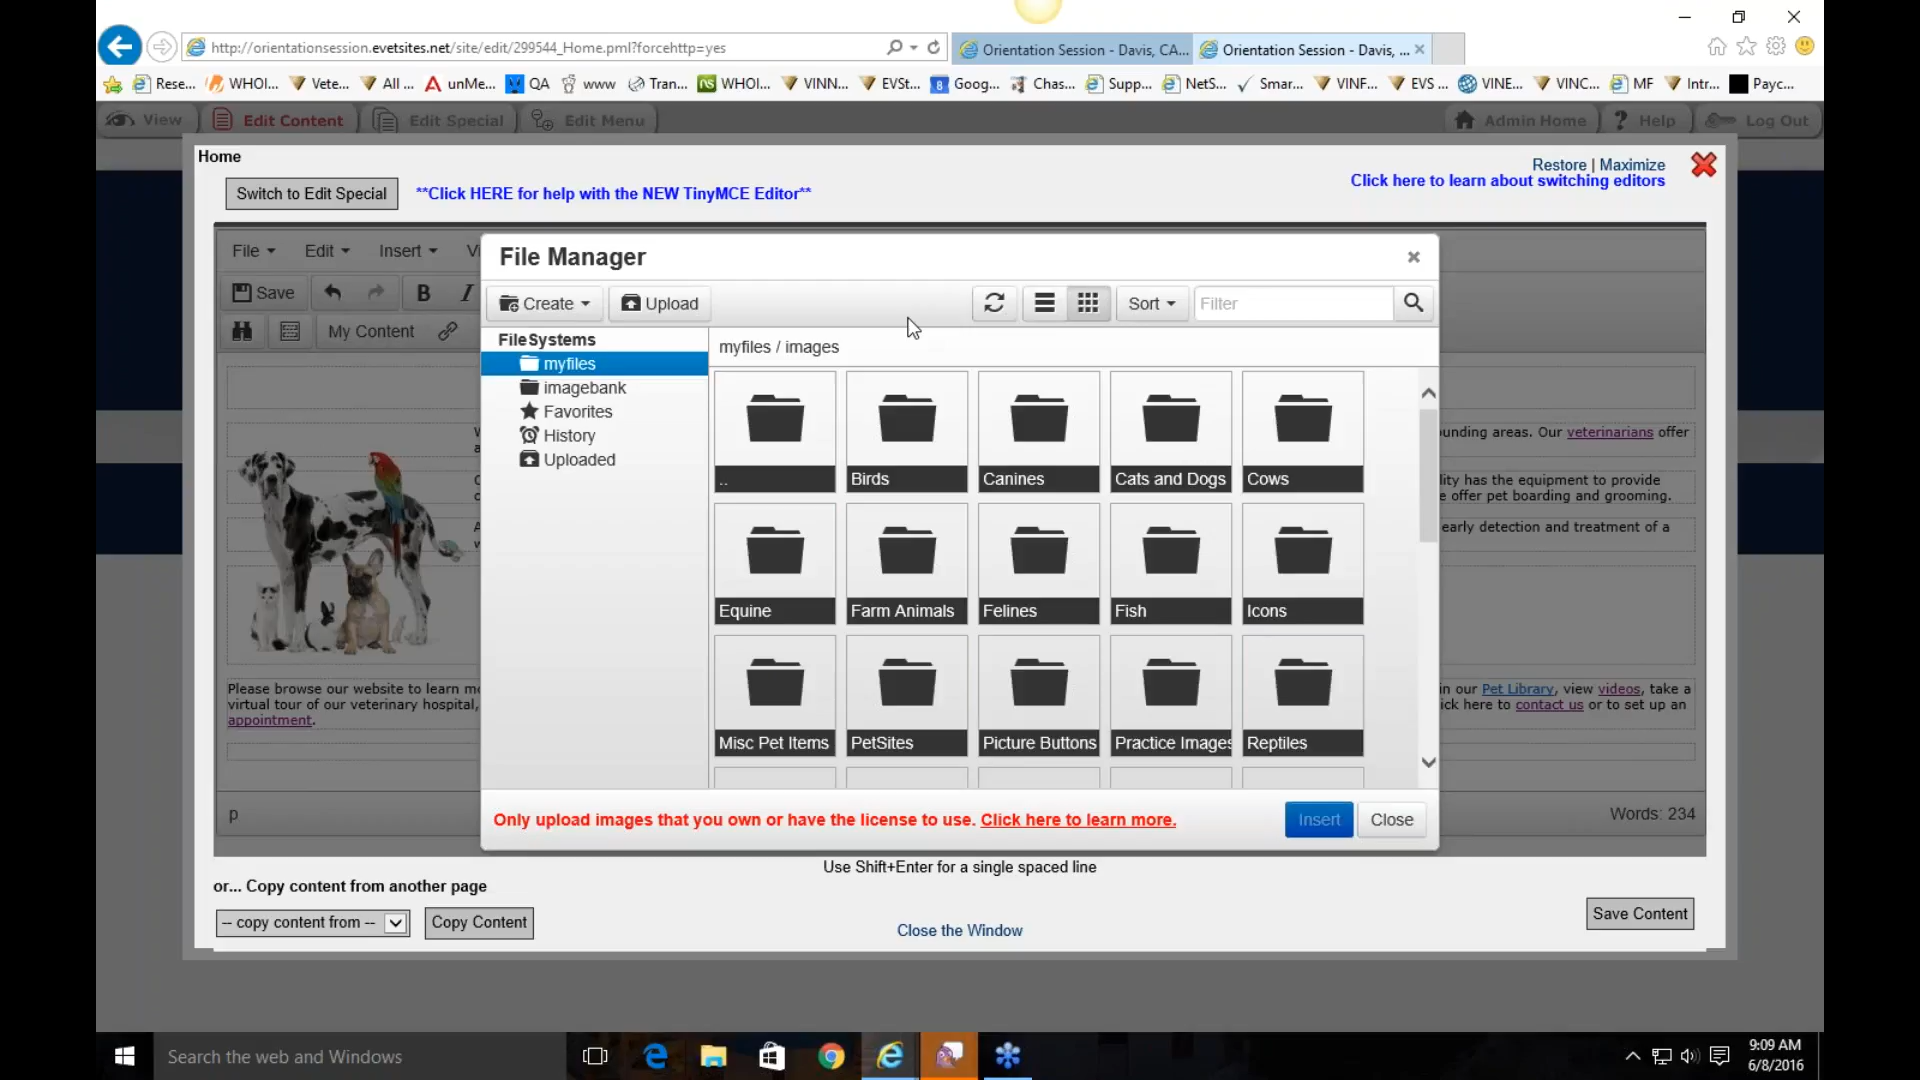 http://orientationsession.evetsites.net/site/edit/299544_Home.pml?forcehttp=yes
Orientation Session - Davis, CA...
Orientation Session - Davis, ...
Rese...
WHOI...
Vete...
All ...
unMe...
QA
www
Tran...
WHOI...
VINN...
EVSt...
Goog...
Chas...
Supp...
NetS...
Smar...
VINF...
EVS ...
VINE...
VINC...
MF
Intr...
Payc...
View
Edit Content
Edit Special
Edit Menu
Admin Home
Help
Log Out
Home
Restore | Maximize
Click here to learn about switching editors
Switch to Edit Special
**Click HERE for help with the NEW TinyMCE Editor**
File
Edit
Insert
Save
B
I
My Content
File Manager
Create
Upload
Sort
Filter
FileSystems
myfiles
imagebank
Favorites
History
Uploaded
myfiles / images
..
Birds
Canines
Cats and Dogs
Cows
Equine
Farm Animals
Felines
Fish
Icons
Misc Pet Items
PetSites
Picture Buttons
Practice Images
Reptiles
unding areas. Our veterinarians offer
lity has the equipment to provide
e offer pet boarding and grooming.
early detection and treatment of a
Please browse our website to learn
virtual tour of our veterinary hospital,
appointment.
in our Pet Library, view videos, take a
ick here to contact us or to set up an
p
Words: 234
Only upload images that you own or have the license to use. Click here to learn more.
Insert
Close
Use Shift+Enter for a single spaced line
or... Copy content from another page
-- copy content from --
Copy Content
Close the Window
Save Content
Search the web and Windows
9:09 AM
6/8/2016